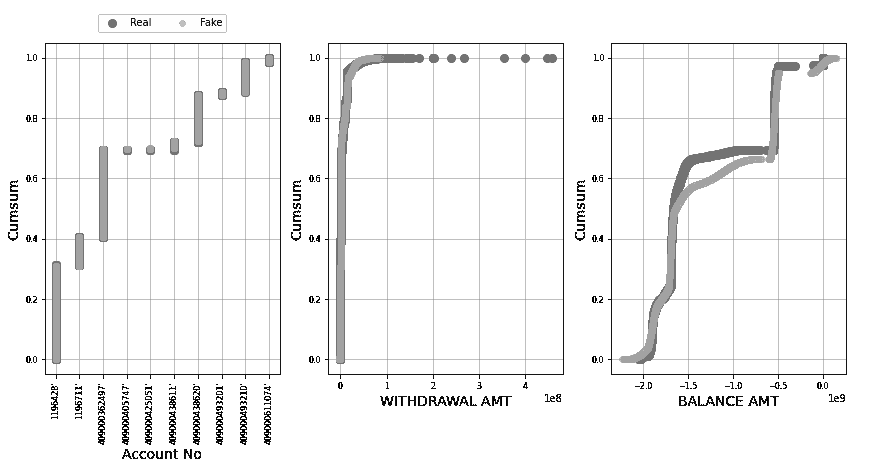 Real Fake
1.0
0.8
0.6
0.4
0.2
0.0
Cumsum
1196428'
1196711'
409000362497'
409000405747'
409000425051'
409000438611'
409000438620'
409000493201'
409000493210'
409000611074'
Account No
1.0
0.8
0.6
0.4
0.2
0.0
Cumsum
0 1 2 3 4
1e8
WITHDRAWAL AMT
1.0
0.8
0.6
0.4
0.2
0.0
Cumsum
−2.0 −1.5 −1.0 −0.5 0.0
1e9
BALANCE AMT